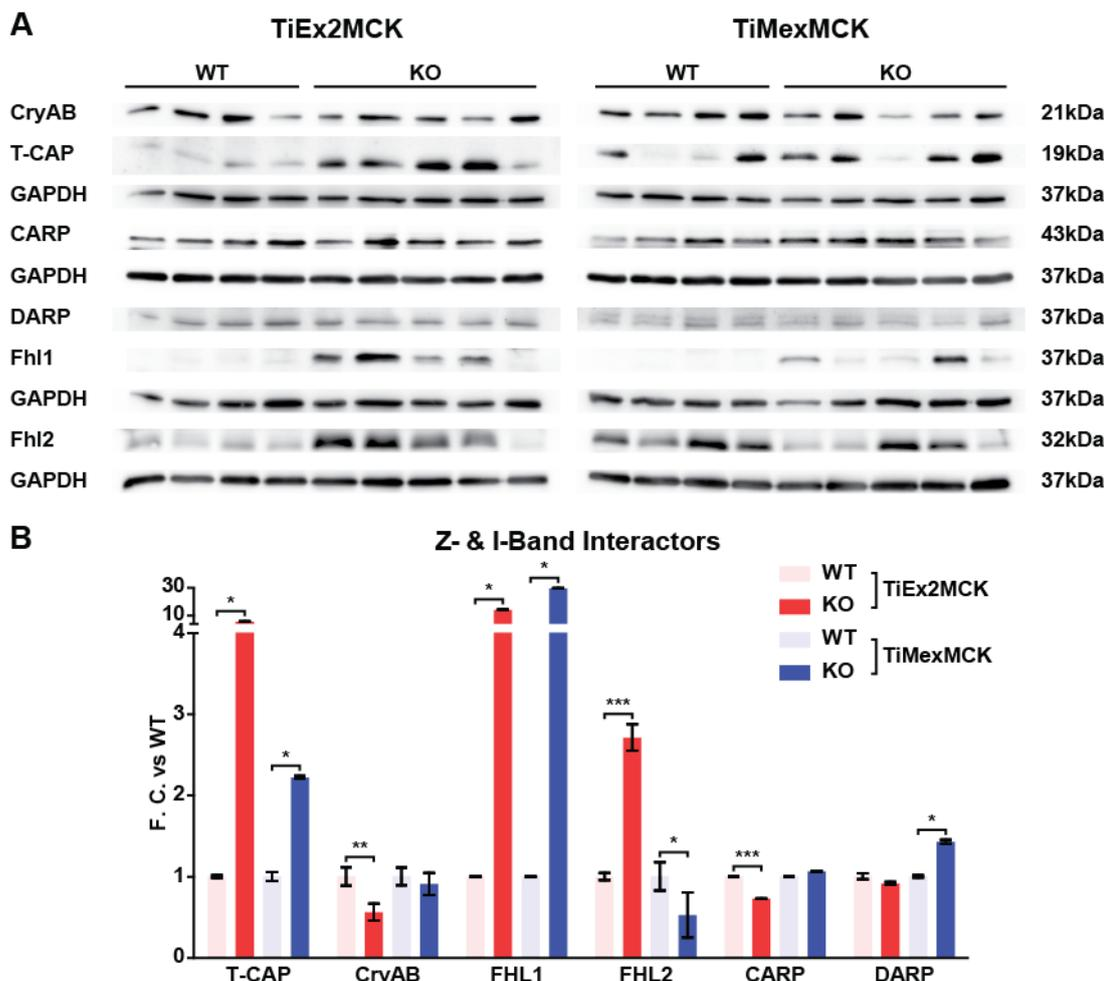 A
TiEx2MCK TiMexMCK
WT KO WT KO
CryAB 21kDa
T-CAP 19kDa
GAPDH 37kDa
CARP 43kDa
GAPDH 37kDa
DARP 37kDa
Fhl1 37kDa
GAPDH 37kDa
Fhl2 32kDa
GAPDH 37kDa
B
Z- & I-Band Interactors
F. C. vs WT
30
10
4
3
2
1
0
* * * * ** *** * *** *
WT
KO
TiEx2MCK
WT
KO
TiMexMCK
T-CAP CryAB FHL1 FHL2 CARP DARP